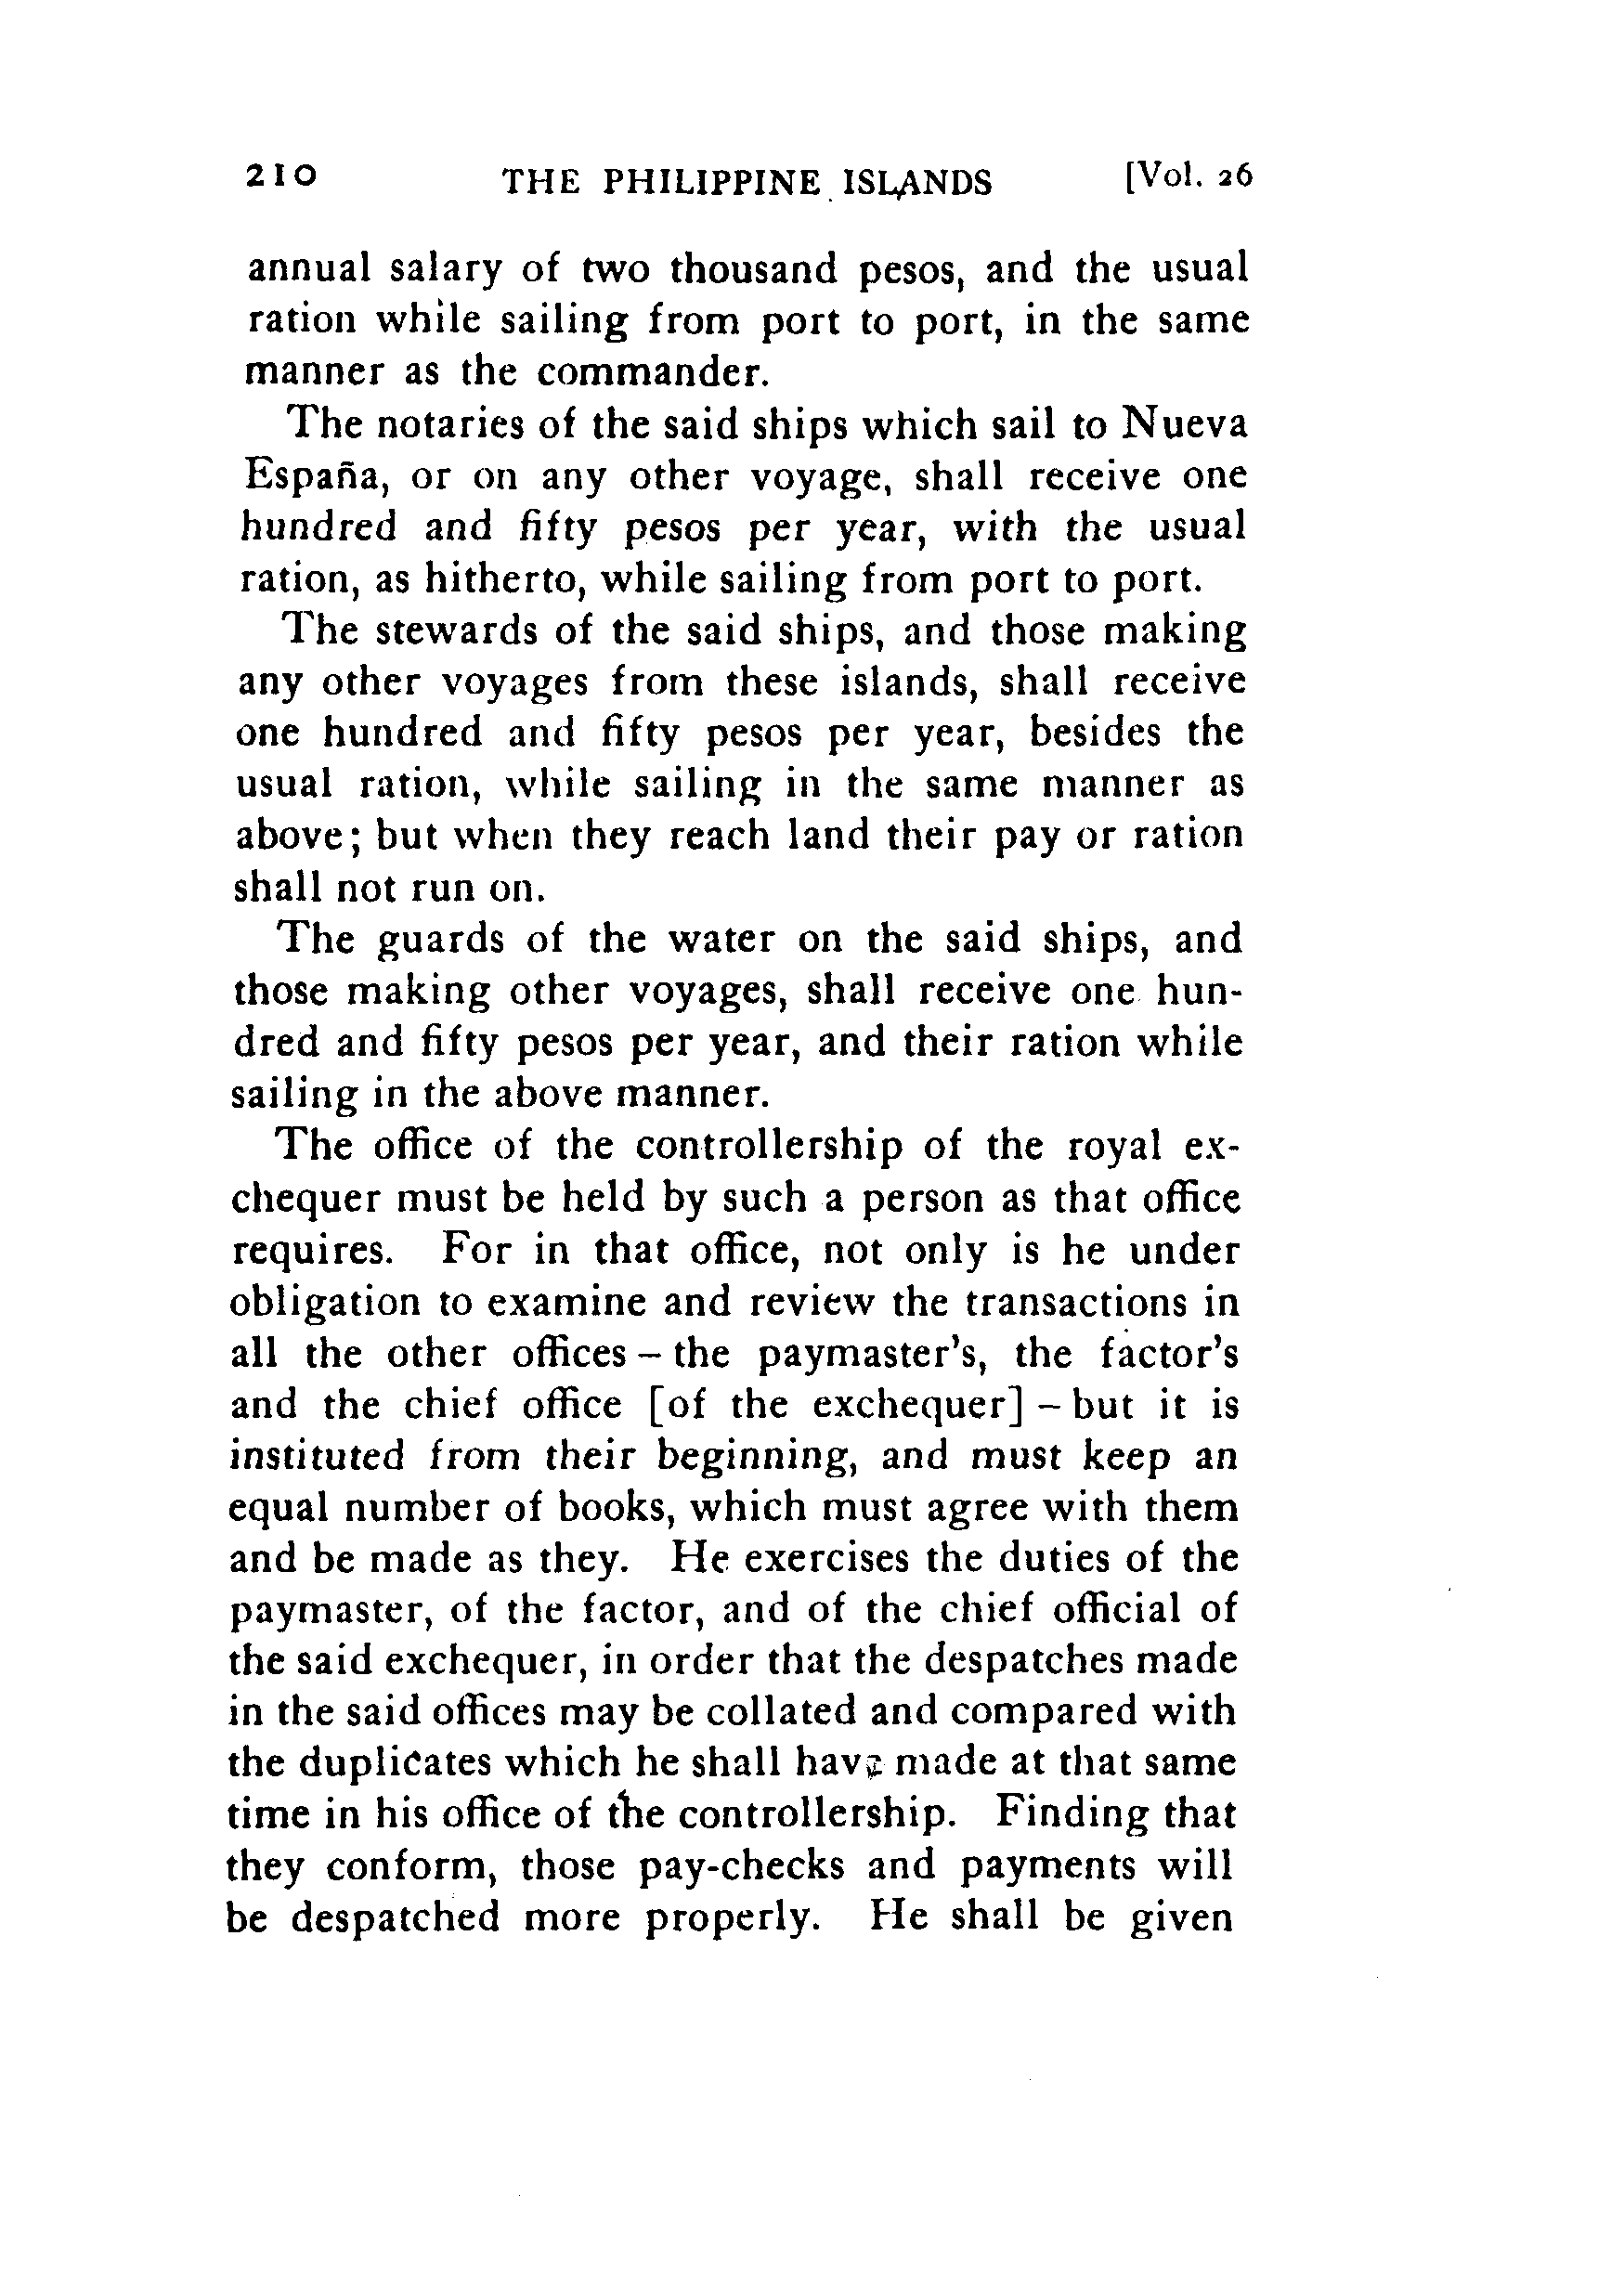 210 THE PHILIPPINE ISLANDS [Vol. 26
annual salary of two thousand pesos, and the usual
ration while sailing from port to port, in the same
manner as the commander.
The notaries of the said ships which sail to Nueva
España, or on any other voyage, shall receive one
hundred and fifty pesos per year, with the usual
ration, as hitherto, while sailing from port to port.
The stewards of the said ships, and those making
any other voyages from these islands, shall receive
one hundred and fifty pesos per year, besides the
usual ration, while sailing in the same manner as
above; but when they reach land their pay or ration
shall not run on.
The guards of the water on the said ships, and
those making other voyages, shall receive one hun-
dred and fifty pesos per year, and their ration while
sailing in the above manner.
The office of the controllership of the royal ex-
chequer must be held by such a person as that office
requires. For in that office, not only is he under
obligation to examine and review the transactions in
all the other offices – the paymaster's, the factor's
and the chief office [of the exchequer] – but it is
instituted from their beginning, and must keep an
equal number of books, which must agree with them
and be made as they. He exercises the duties of the
paymaster, of the factor, and of the chief official of
the said exchequer, in order that the despatches made
in the said offices may be collated and compared with
the duplicates which he shall have made at that same
time in his office of the controllership. Finding that
they conform, those pay-checks and payments will
be despatched more properly. He shall be given